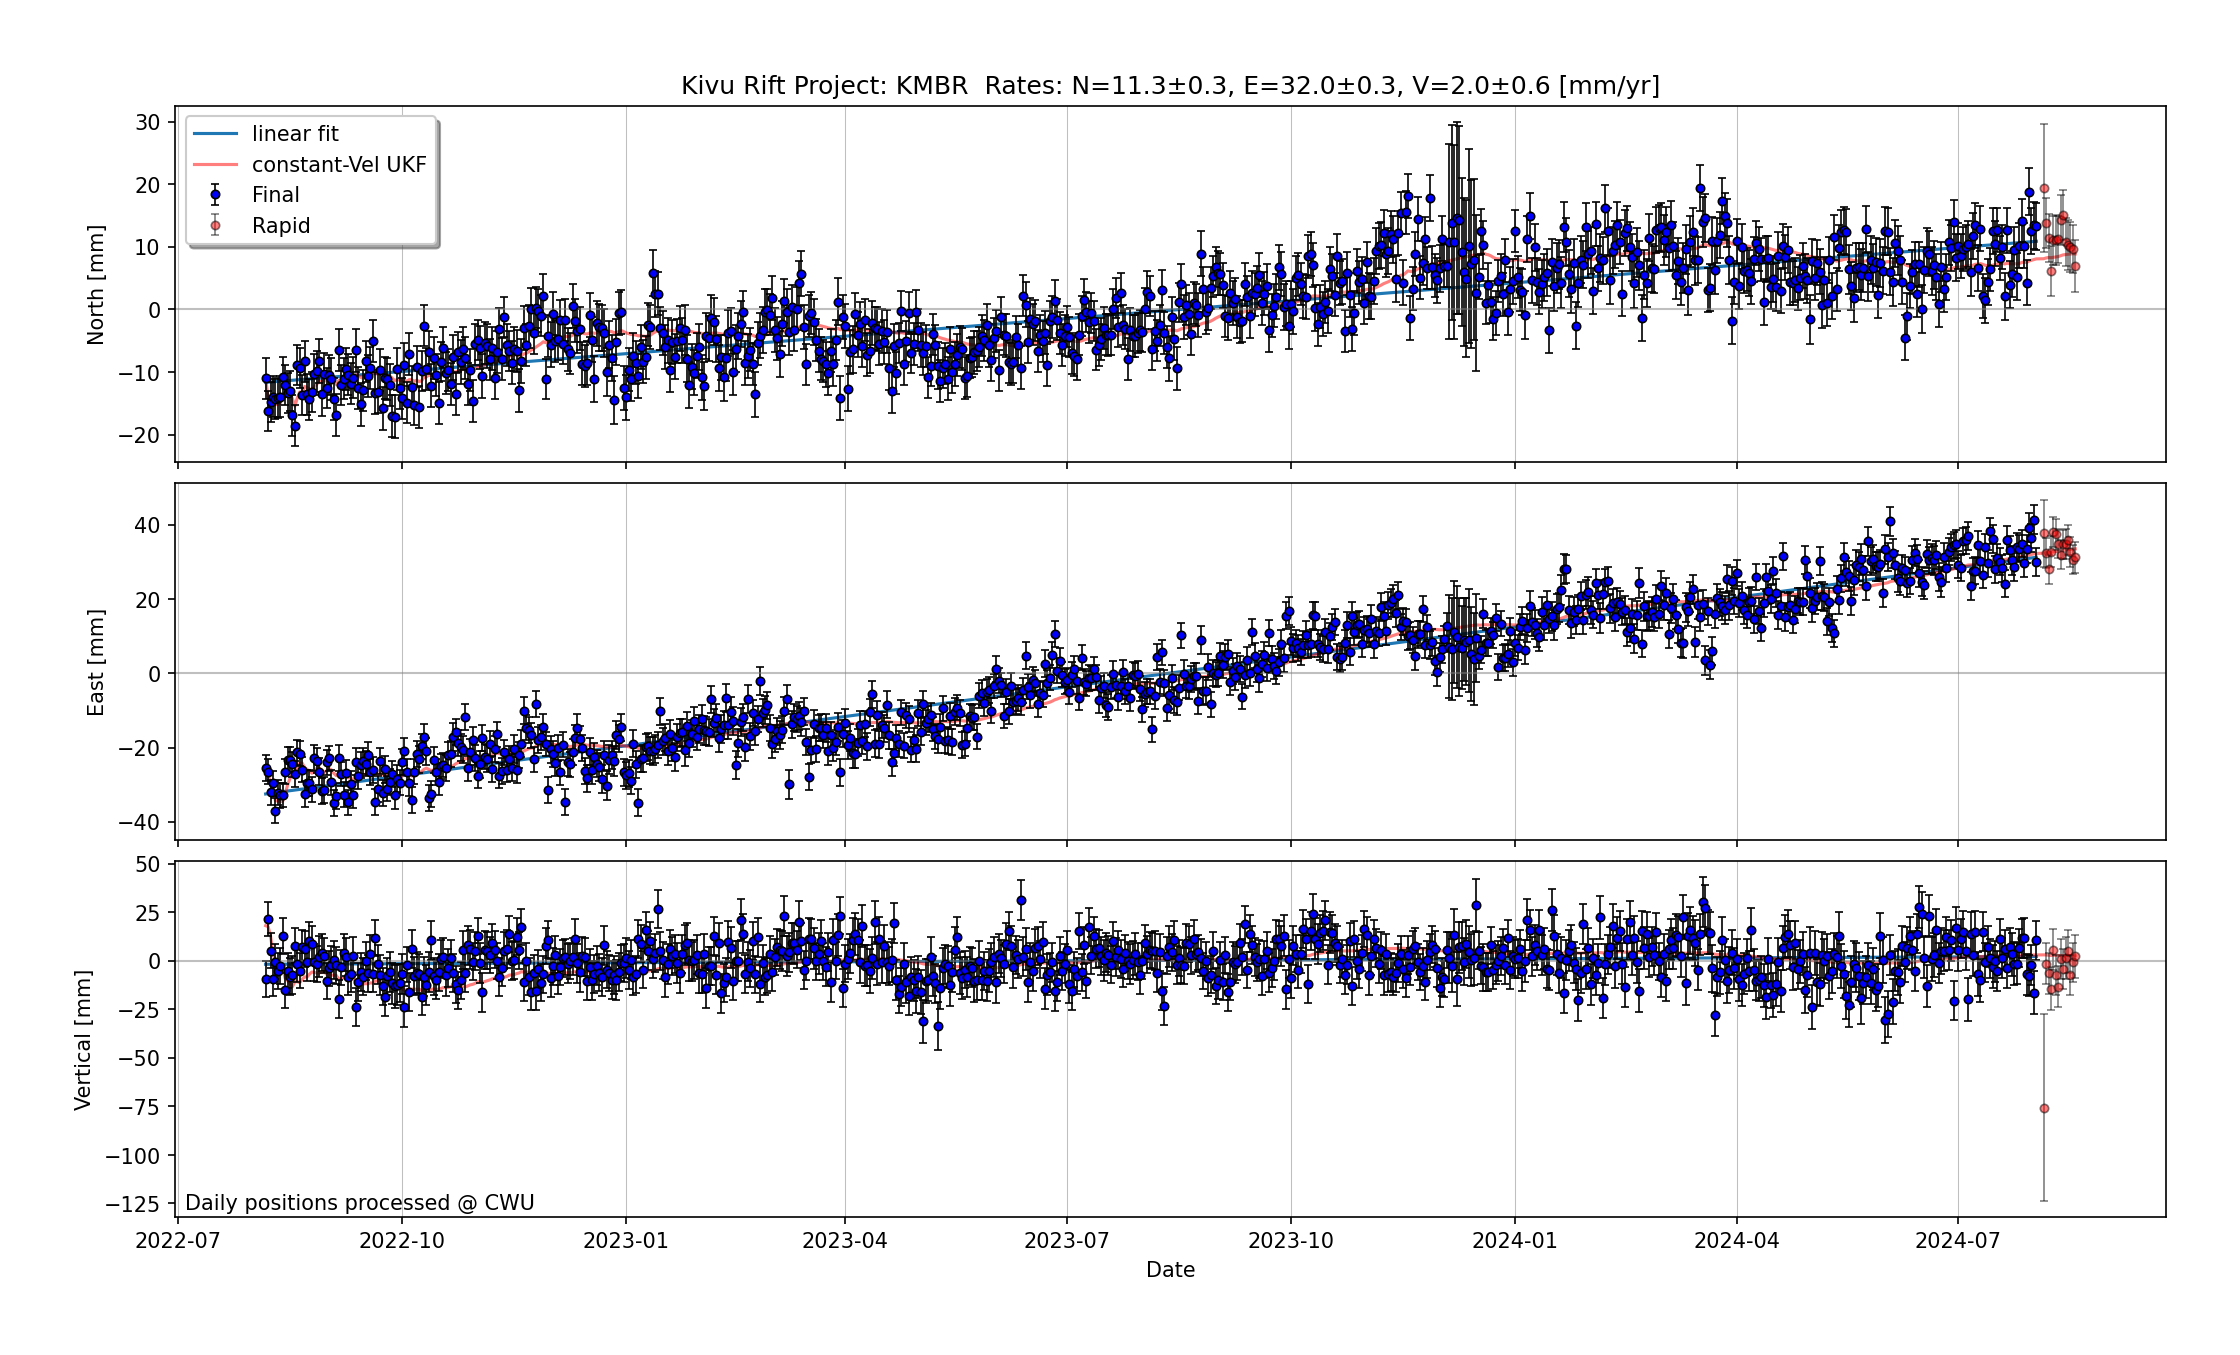 Kivu Rift Project: KMBR  Rates: N=11.3±0.3, E=32.0±0.3, V=2.0±0.6 [mm/yr]
linear fit
constant-Vel UKF
Final
Rapid
North [mm]
30
20
10
0
−10
−20
East [mm]
40
20
0
−20
−40
Vertical [mm]
50
25
0
−25
−50
−75
−100
−125
Daily positions processed @ CWU
2022-07
2022-10
2023-01
2023-04
2023-07
2023-10
2024-01
2024-04
2024-07
Date